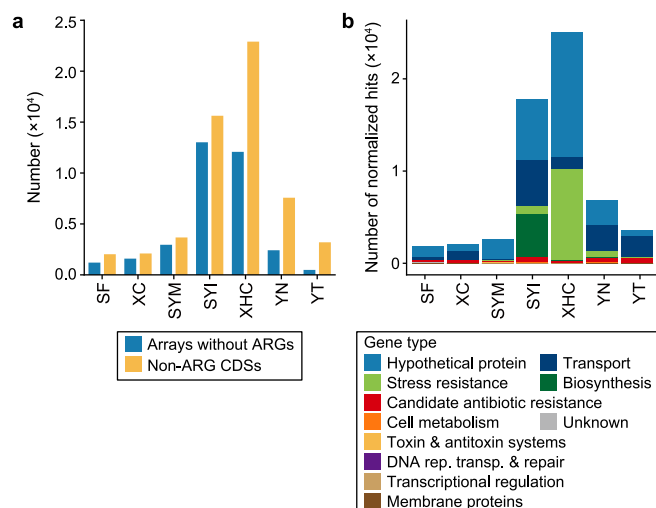 a
Number (×10⁴)
2.5
2.0
1.5
1.0
0.5
0.0
SF
XC
SYM
SYI
XHC
YN
YT
Arrays without ARGs
Non-ARG CDSs
b
Number of normalized hits (×10⁴)
2
1
0
SF
XC
SYM
SYI
XHC
YN
YT
Gene type
Hypothetical protein
Transport
Stress resistance
Biosynthesis
Candidate antibiotic resistance
Cell metabolism
Unknown
Toxin & antitoxin systems
DNA rep. transp. & repair
Transcriptional regulation
Membrane proteins